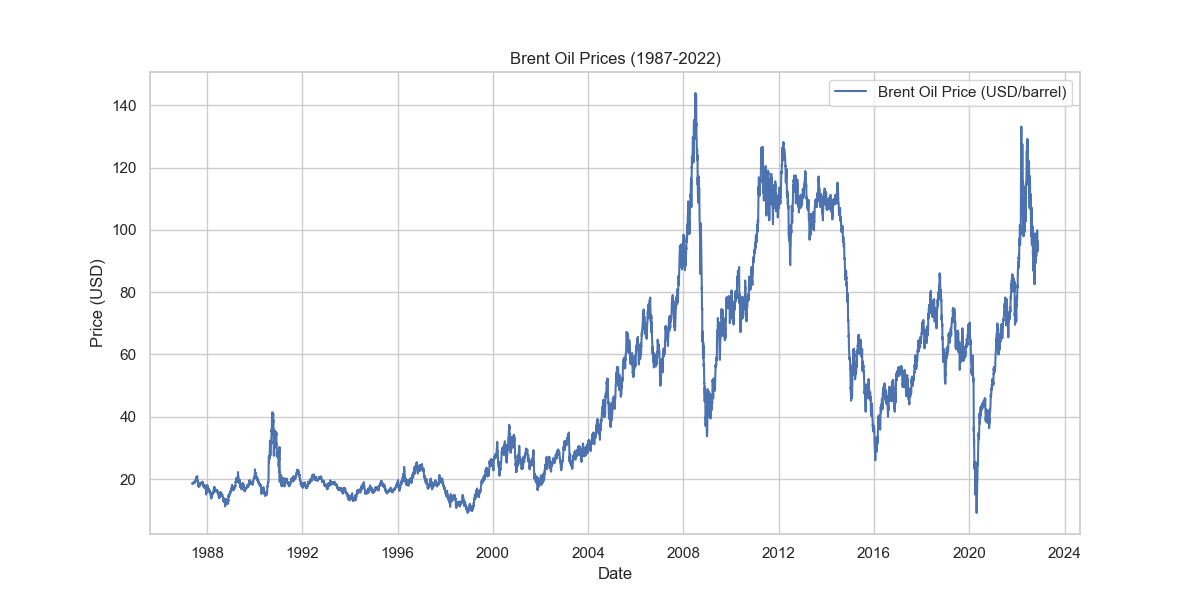 Brent Oil Prices (1987-2022)
Brent Oil Price (USD/barrel)
140
120
100
80
60
40
20
Price (USD)
1988 1992 1996 2000 2004 2008 2012 2016 2020 2024
Date